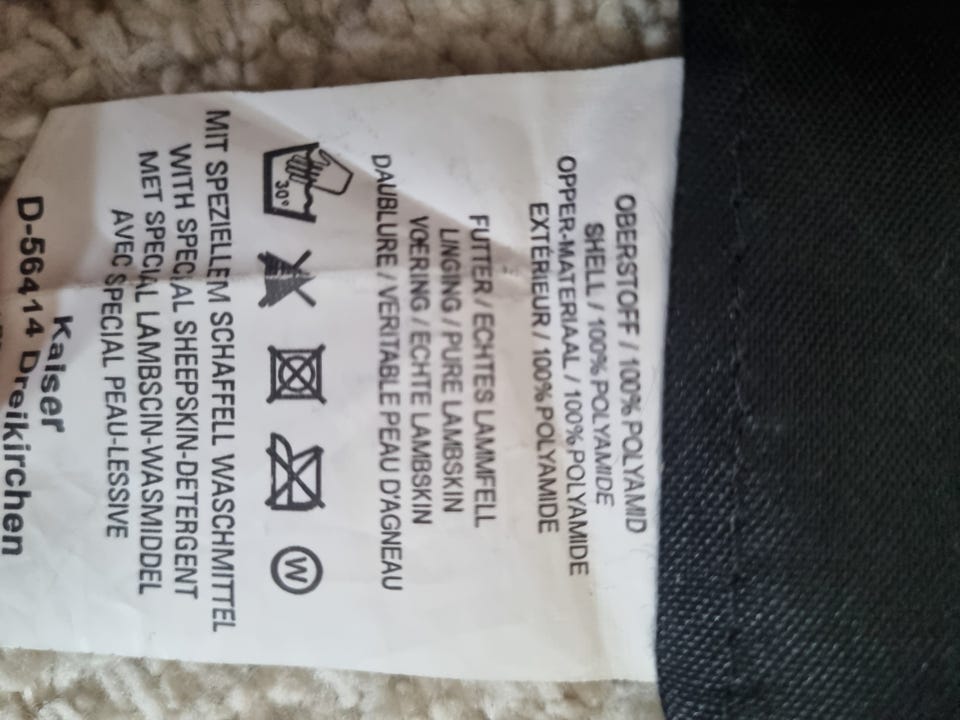 OBERSTOFF / 100% POLYAMID
SHELL / 100% POLYAMIDE
OPPER-MATERIAAL / 100% POLYAMIDE
EXTÉRIEUR / 100% POLYAMIDE
FUTTER / ECHTES LAMMFELL
LINGING / PURE LAMBSKIN
VOERING / ECHTE LAMBSKIN
DAUBLURE / VERITABLE PEAU D'AGNEAU
30° W
MIT SPEZIELLEM SCHAFFELL WASCHMITTEL
WITH SPECIAL SHEEPSKIN-DETERGENT
MET SPECIAL LAMBSCIN-WASMIDDEL
AVEC SPECIAL PEAU-LESSIVE
Kaiser
D-56414 Dreikirchen